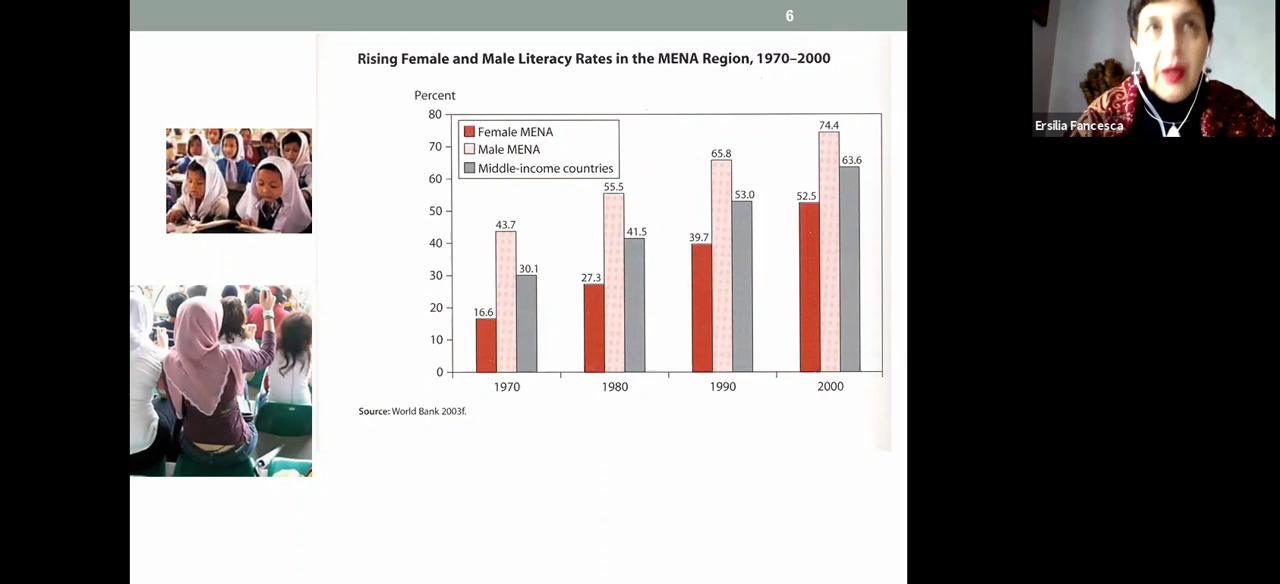 6
Rising Female and Male Literacy Rates in the MENA Region, 1970–2000
Percent
80
70
60
50
40
30
20
10
0
Female MENA
Male MENA
Middle-income countries
16.6
43.7
30.1
27.3
55.5
41.5
39.7
65.8
53.0
52.5
74.4
63.6
1970 1980 1990 2000
Source: World Bank 2003f.
Ersilia Fancesca